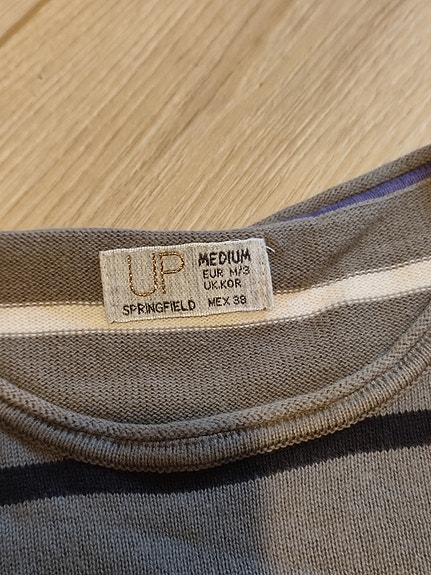 UP
MEDIUM
EUR M/3
UK.KOR
SPRINGFIELD MEX 38